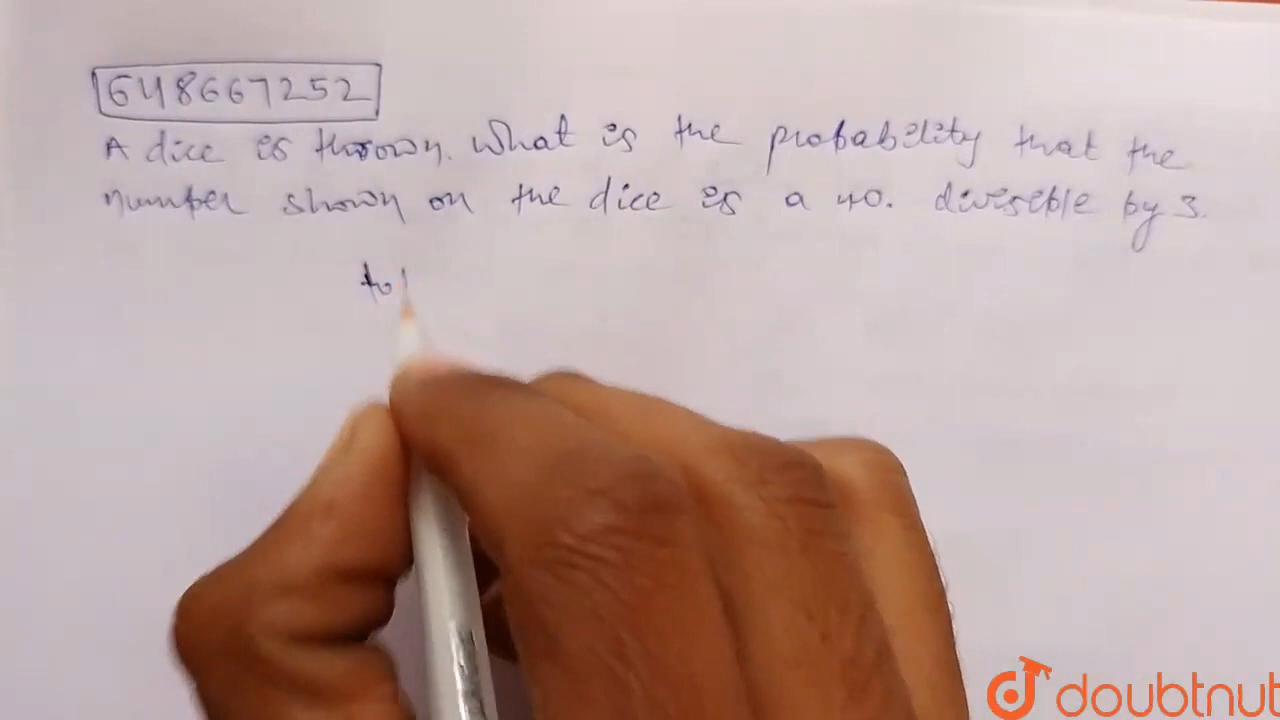 648667252
A dice is thrown. What is the probability that the
number shown on the dice is a no. divisible by 3.
to
doubtnut